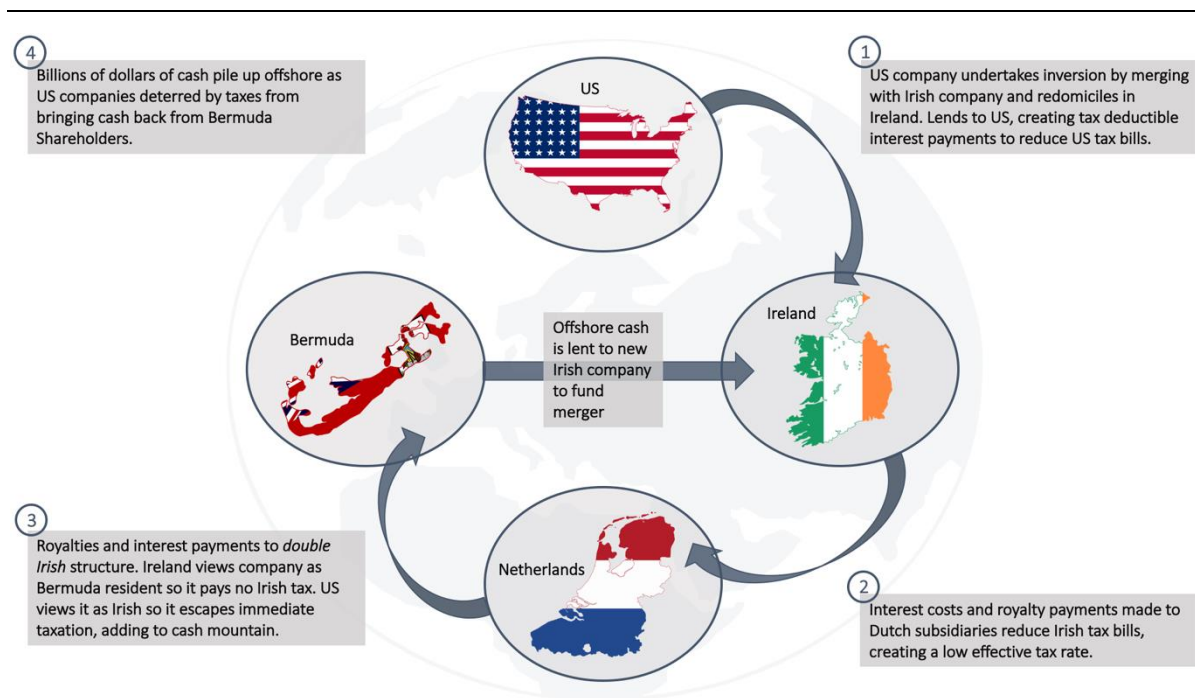 4
Billions of dollars of cash pile up offshore as
US companies deterred by taxes from
bringing cash back from Bermuda
Shareholders.
1
US company undertakes inversion by merging
with Irish company and redomiciles in
Ireland. Lends to US, creating tax deductible
interest payments to reduce US tax bills.
US
Bermuda
Offshore cash
is lent to new
Irish company
to fund
merger
Ireland
3
Royalties and interest payments to double
Irish structure. Ireland views company as
Bermuda resident so it pays no Irish tax. US
views it as Irish so it escapes immediate
taxation, adding to cash mountain.
Netherlands
2
Interest costs and royalty payments made to
Dutch subsidiaries reduce Irish tax bills,
creating a low effective tax rate.